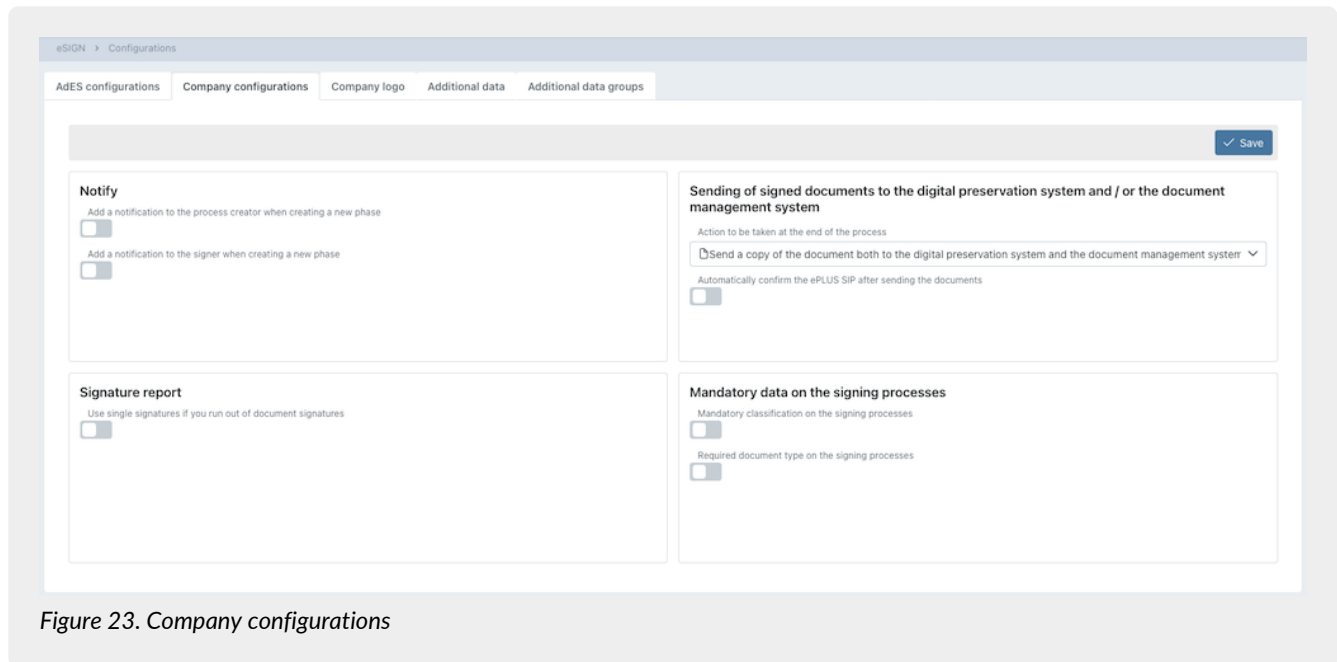 eSIGN > Configurations
AdES configurations Company configurations Company logo Additional data Additional data groups
Save
Notify
Add a notification to the process creator when creating a new phase
Add a notification to the signer when creating a new phase
Sending of signed documents to the digital preservation system and / or the document
management system
Action to be taken at the end of the process
Send a copy of the document both to the digital preservation system and the document management system
Automatically confirm the ePLUS SIP after sending the documents
Signature report
Use single signatures if you run out of document signatures
Mandatory data on the signing processes
Mandatory classification on the signing processes
Required document type on the signing processes
Figure 23. Company configurations